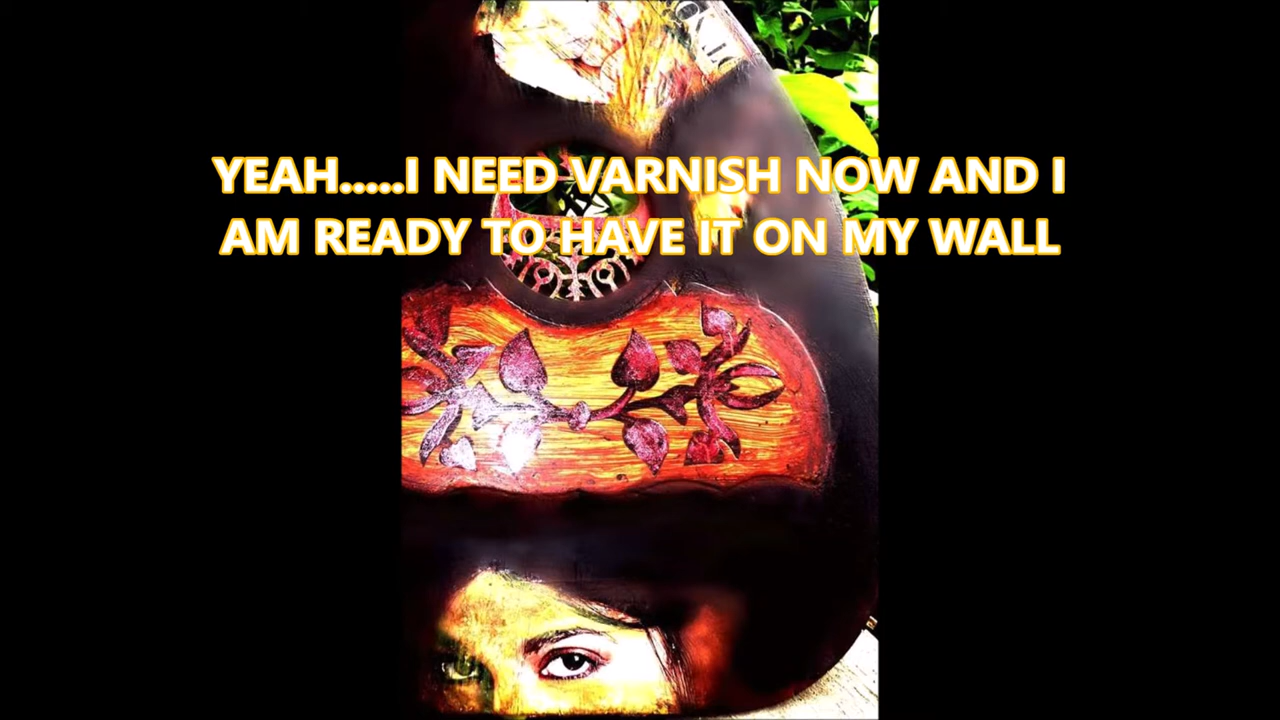 YEAH.....I NEED VARNISH NOW AND I
AM READY TO HAVE IT ON MY WALL